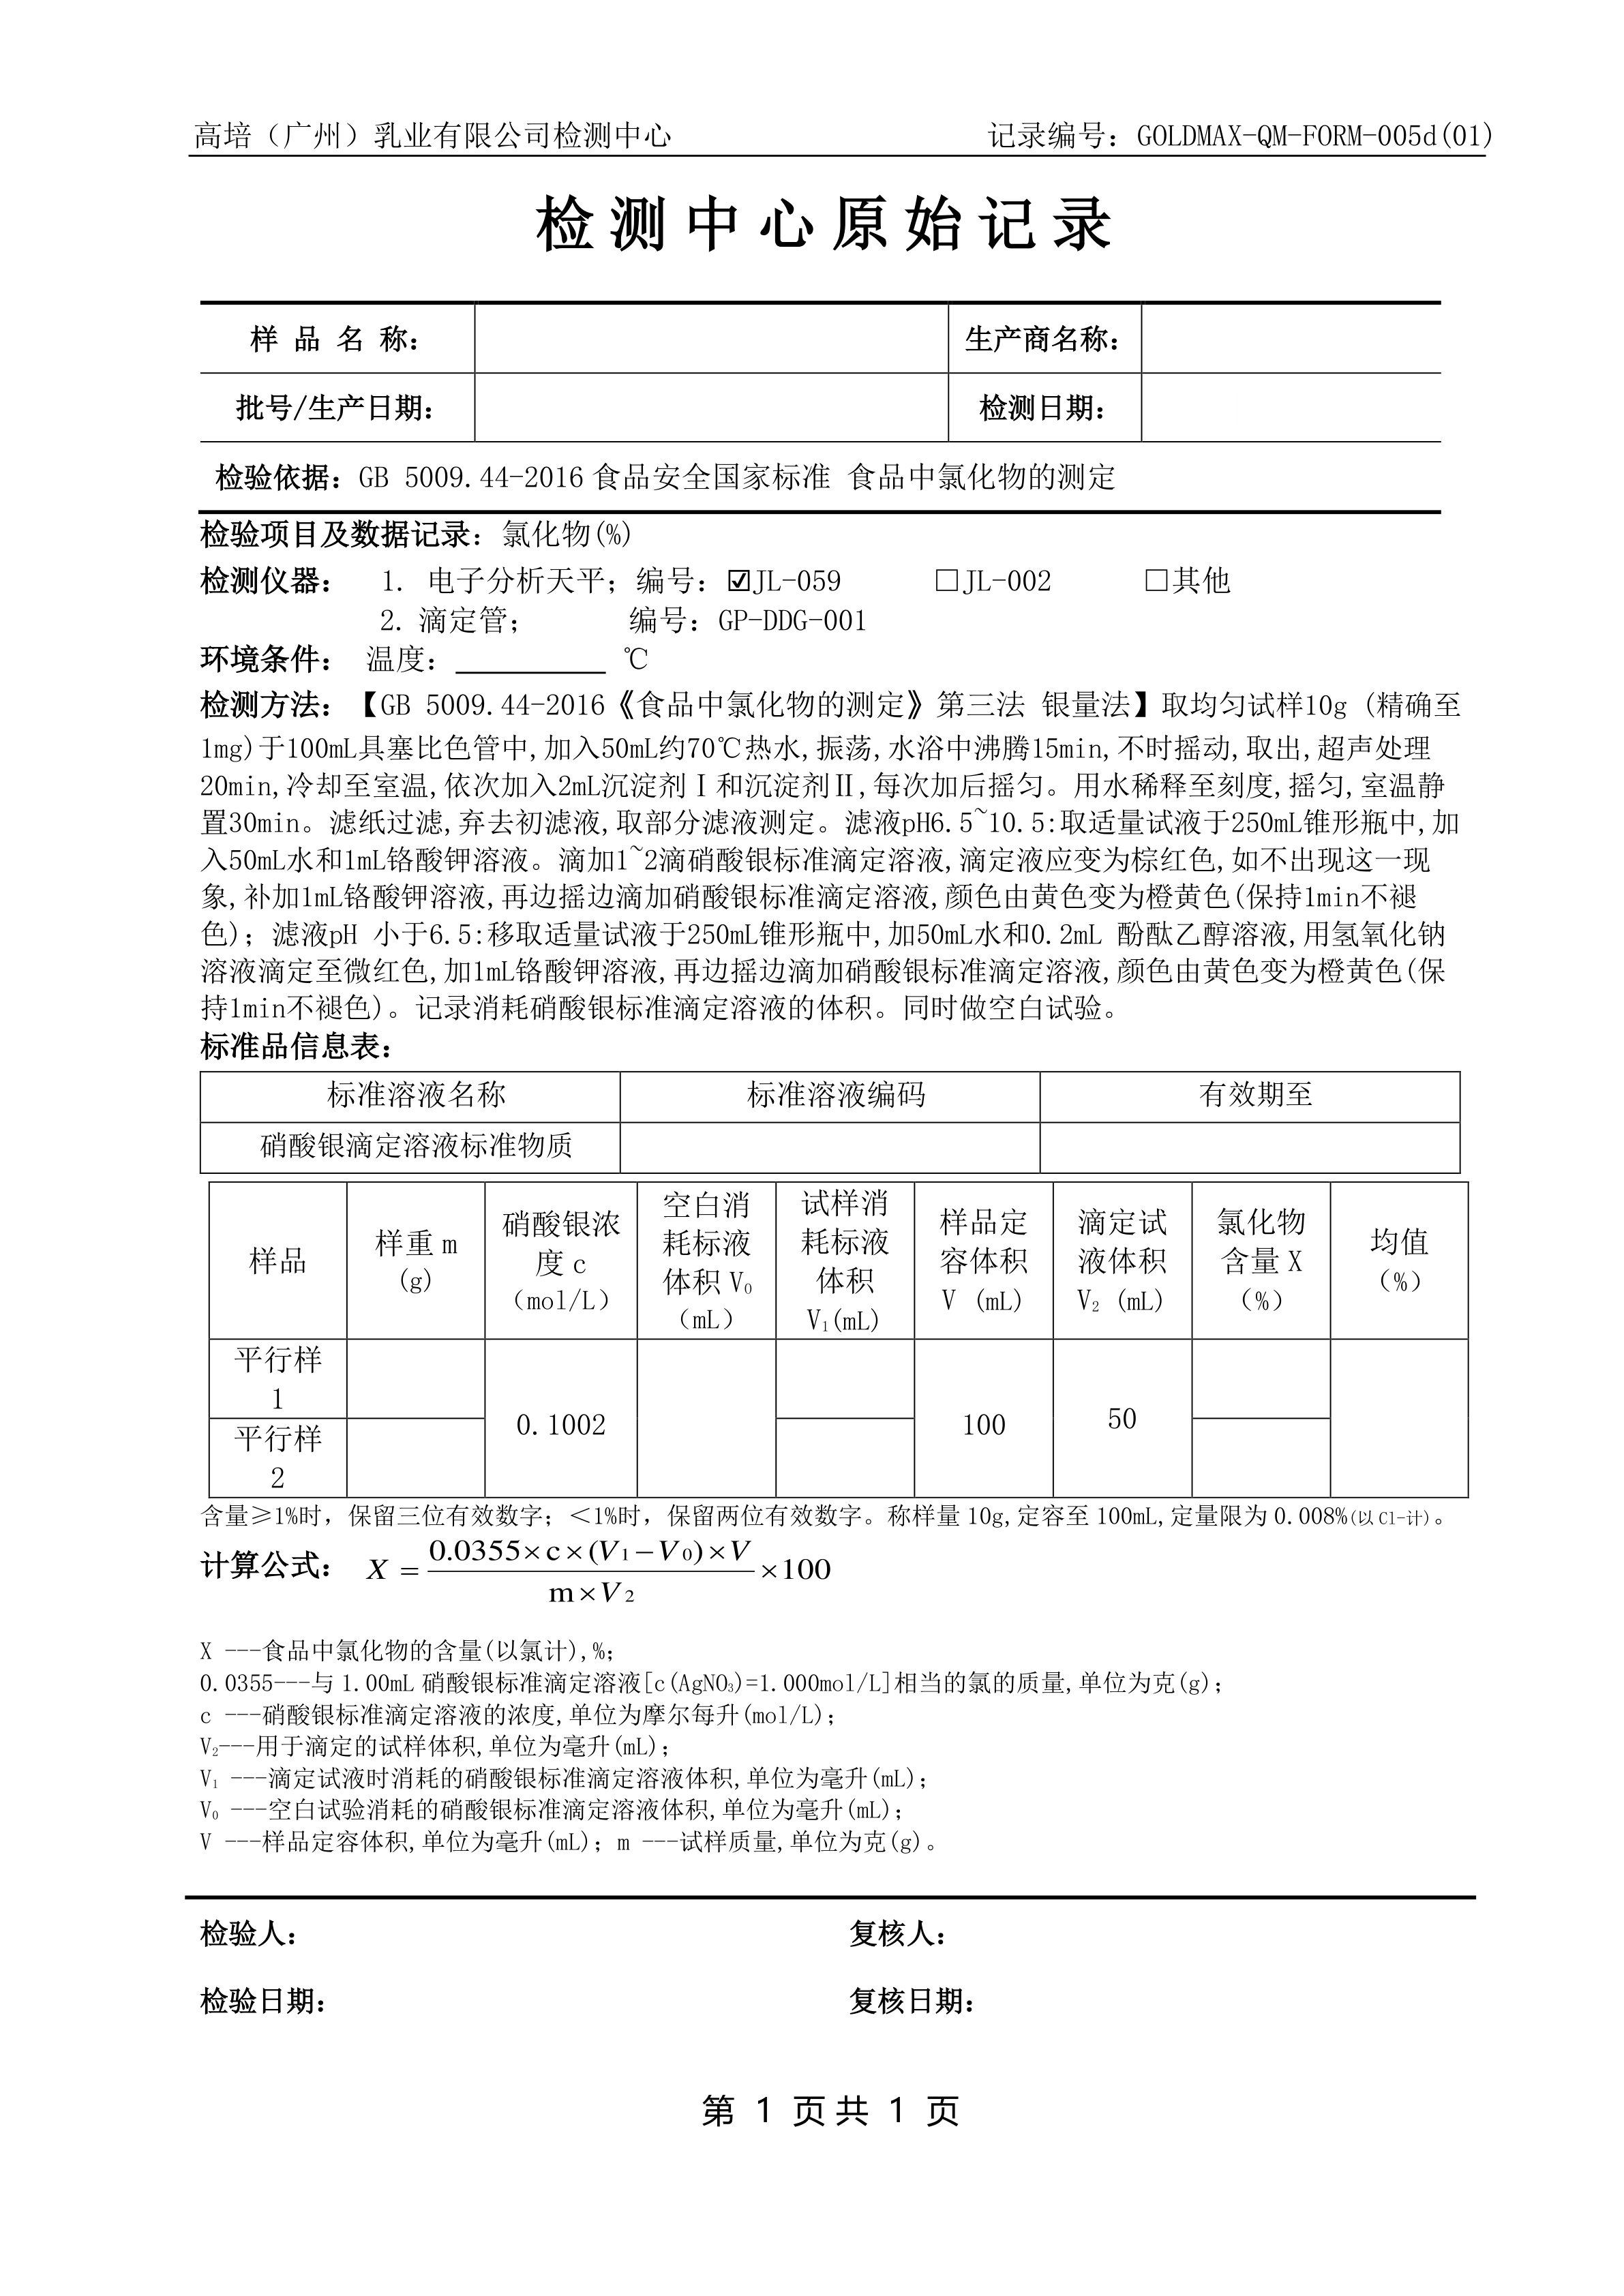 高培（广州）乳业有限公司检测中心 记录编号：GOLDMAX-QM-FORM-005d(01)
检测中心原始记录
样 品 名 称： 生产商名称：
批号/生产日期： 检测日期：
检验依据：GB 5009.44-2016 食品安全国家标准 食品中氯化物的测定
检验项目及数据记录：氯化物(%)
检测仪器： 1. 电子分析天平；编号：☑JL-059 □JL-002 □其他
2. 滴定管； 编号：GP-DDG-001
环境条件： 温度：__________ ℃
检测方法：【GB 5009.44-2016《食品中氯化物的测定》第三法 银量法】取均匀试样10g (精确至
1mg)于100mL具塞比色管中,加入50mL约70℃热水,振荡,水浴中沸腾15min,不时摇动,取出,超声处理
20min,冷却至室温,依次加入2mL沉淀剂Ⅰ和沉淀剂Ⅱ,每次加后摇匀。用水稀释至刻度,摇匀,室温静
置30min。滤纸过滤,弃去初滤液,取部分滤液测定。滤液pH6.5~10.5:取适量试液于250mL锥形瓶中,加
入50mL水和1mL铬酸钾溶液。滴加1~2滴硝酸银标准滴定溶液,滴定液应变为棕红色,如不出现这一现
象,补加1mL铬酸钾溶液,再边摇边滴加硝酸银标准滴定溶液,颜色由黄色变为橙黄色(保持1min不褪
色)；滤液pH 小于6.5:移取适量试液于250mL锥形瓶中,加50mL水和0.2mL 酚酞乙醇溶液,用氢氧化钠
溶液滴定至微红色,加1mL铬酸钾溶液,再边摇边滴加硝酸银标准滴定溶液,颜色由黄色变为橙黄色(保
持1min不褪色)。记录消耗硝酸银标准滴定溶液的体积。同时做空白试验。
标准品信息表：
标准溶液名称 标准溶液编码 有效期至
硝酸银滴定溶液标准物质
样品 样重 m (g) 硝酸银浓度 c （mol/L） 空白消耗标液体积 V₀ （mL） 试样消耗标液体积 V₁(mL) 样品定容体积 V (mL) 滴定试液体积 V₂ (mL) 氯化物含量 X （%） 均值 （%）
平行样 1 0.1002 100 50
平行样 2
含量≥1%时，保留三位有效数字；＜1%时，保留两位有效数字。称样量 10g,定容至 100mL,定量限为 0.008%(以 Cl-计)。
计算公式： X = 0.0355×c×(V₁−V₀)×V / m×V₂ ×100
X ---食品中氯化物的含量(以氯计),%；
0.0355---与 1.00mL 硝酸银标准滴定溶液[c(AgNO₃)=1.000mol/L]相当的氯的质量,单位为克(g)；
c ---硝酸银标准滴定溶液的浓度,单位为摩尔每升(mol/L)；
V₂---用于滴定的试样体积,单位为毫升(mL)；
V₁ ---滴定试液时消耗的硝酸银标准滴定溶液体积,单位为毫升(mL)；
V₀ ---空白试验消耗的硝酸银标准滴定溶液体积,单位为毫升(mL)；
V ---样品定容体积,单位为毫升(mL)；m ---试样质量,单位为克(g)。
检验人： 复核人：
检验日期： 复核日期：
第 1 页 共 1 页